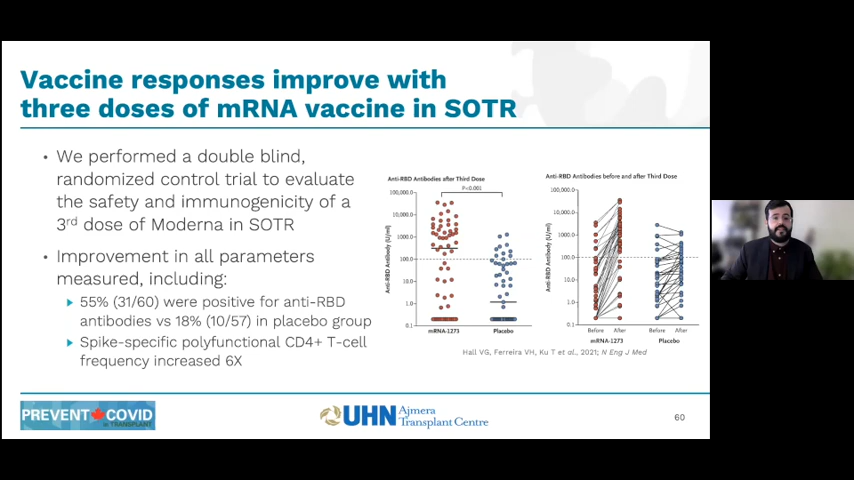 Vaccine responses improve with
three doses of mRNA vaccine in SOTR
• We performed a double blind,
randomized control trial to evaluate
the safety and immunogenicity of a
3rd dose of Moderna in SOTR
• Improvement in all parameters
measured, including:
55% (31/60) were positive for anti-RBD
antibodies vs 18% (10/57) in placebo group
Spike-specific polyfunctional CD4+ T-cell
frequency increased 6X
Anti-RBD Antibodies after Third Dose
P=0.001
Anti-RBD Antibody (U/ml)
100,000.0
10,000.0
1000.0
100.0
10.0
1.0
0.1
mRNA-1273 Placebo
Anti-RBD Antibodies before and after Third Dose
Anti-RBD Antibody (U/ml)
100,000.0
10,000.0
1000.0
100.0
10.0
1.0
0.1
Before After Before After
mRNA-1273 Placebo
Hall VG, Ferreira VH, Ku T et al., 2021; N Eng J Med
PREVENT COVID
IN TRANSPLANT
UHN Ajmera
Transplant Centre
60